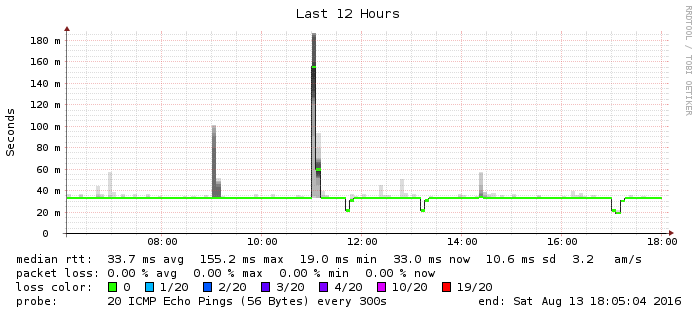 Last 12 Hours
RRDTOOL / TOBI OETIKER
Seconds
180 m
160 m
140 m
120 m
100 m
80 m
60 m
40 m
20 m
0
08:00 10:00 12:00 14:00 16:00 18:00
median rtt: 33.7 ms avg 155.2 ms max 19.0 ms min 33.0 ms now 10.6 ms sd 3.2 am/s
packet loss: 0.00 % avg 0.00 % max 0.00 % min 0.00 % now
loss color: 0 1/20 2/20 3/20 4/20 10/20 19/20
probe: 20 ICMP Echo Pings (56 Bytes) every 300s end: Sat Aug 13 18:05:04 2016